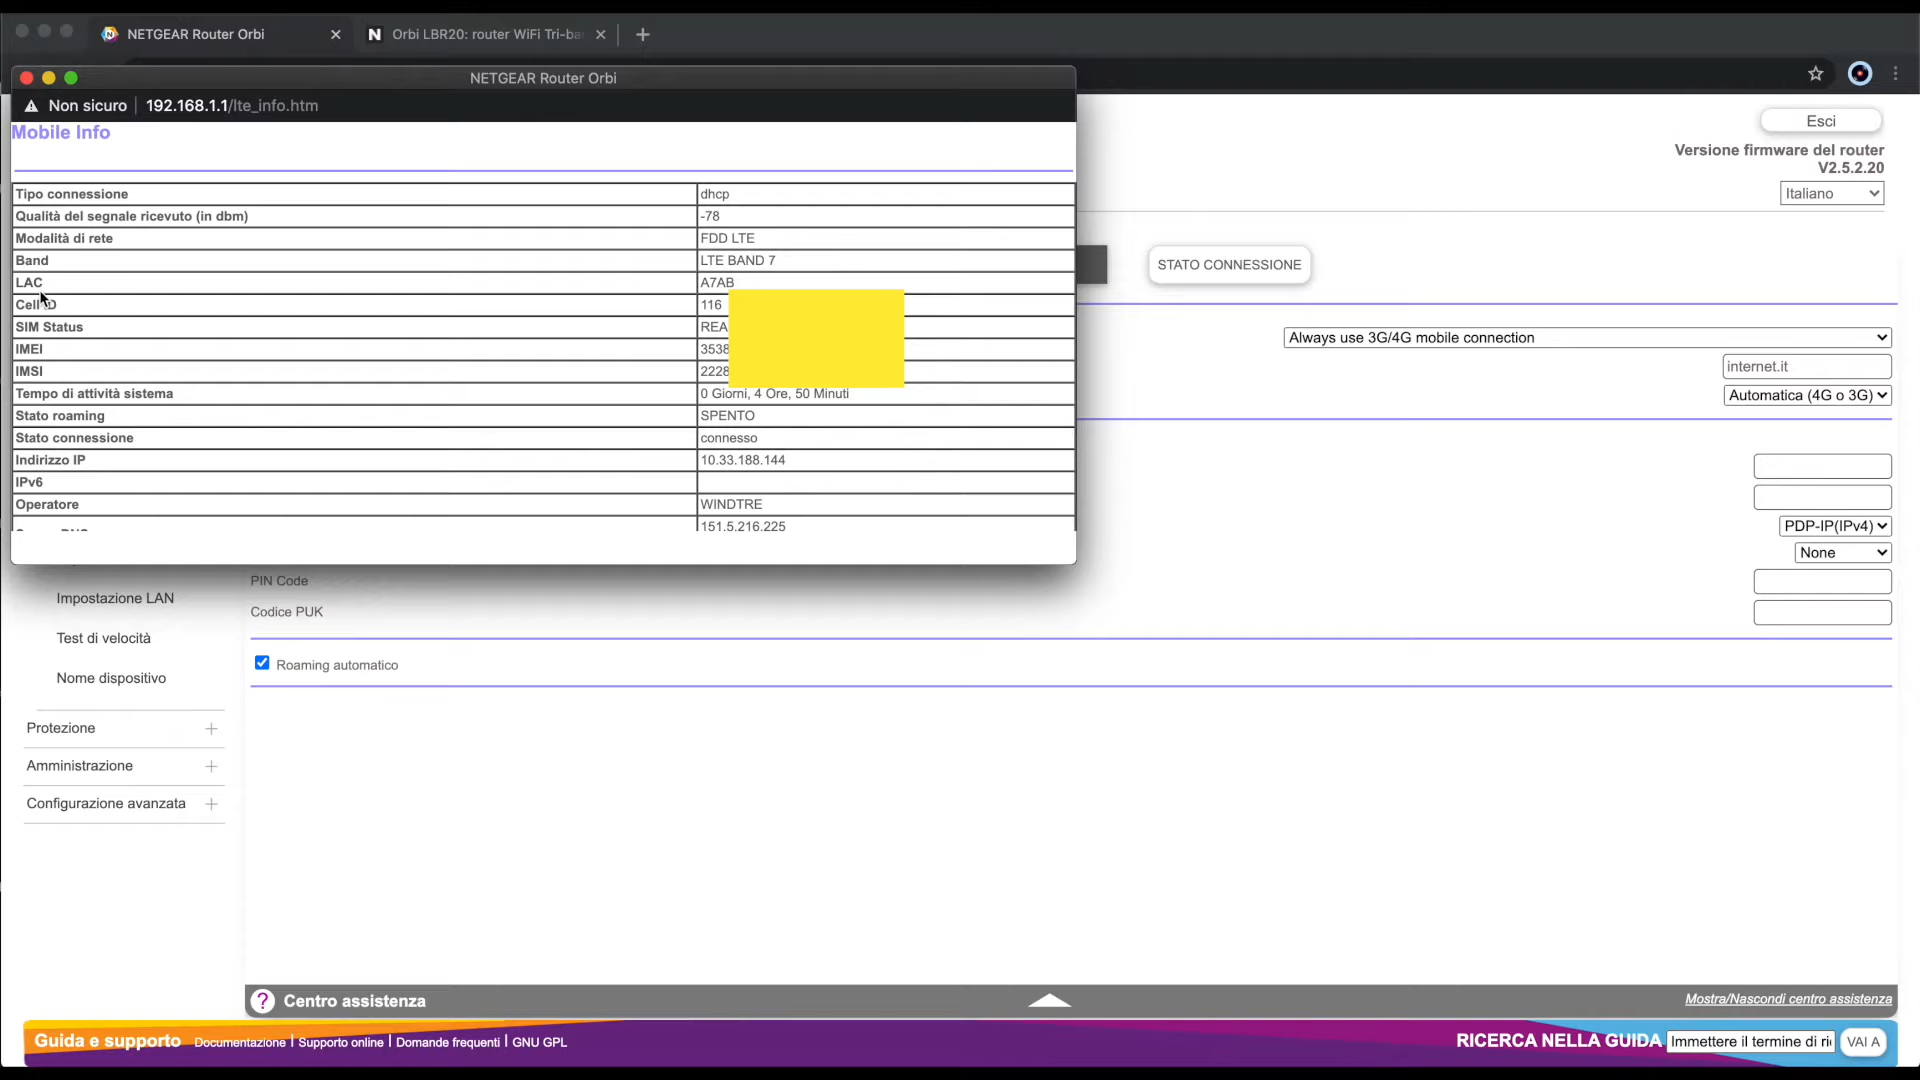 NETGEAR Router Orbi
Orbi LBR20: router WiFi Tri-ba
NETGEAR Router Orbi
Non sicuro 192.168.1.1/lte_info.htm
Mobile Info
Tipo connessione dhcp
Qualità del segnale ricevuto (in dbm) -78
Modalità di rete FDD LTE
Band LTE BAND 7
LAC A7AB
Cell ID 116
SIM Status REA
IMEI 3538
IMSI 2228
Tempo di attività sistema 0 Giorni, 4 Ore, 50 Minuti
Stato roaming SPENTO
Stato connessione connesso
Indirizzo IP 10.33.188.144
IPv6
Operatore WINDTRE
151.5.216.225
Esci
Versione firmware del router
V2.5.2.20
Italiano
STATO CONNESSIONE
Always use 3G/4G mobile connection
internet.it
Automatica (4G o 3G)
PDP-IP(IPv4)
None
PIN Code
Codice PUK
Roaming automatico
Impostazione LAN
Test di velocità
Nome dispositivo
Protezione
Amministrazione
Configurazione avanzata
? Centro assistenza
Mostra/Nascondi centro assistenza
Guida e supporto Documentazione | Supporto online | Domande frequenti | GNU GPL
RICERCA NELLA GUIDA Immettere il termine di ri VAI A